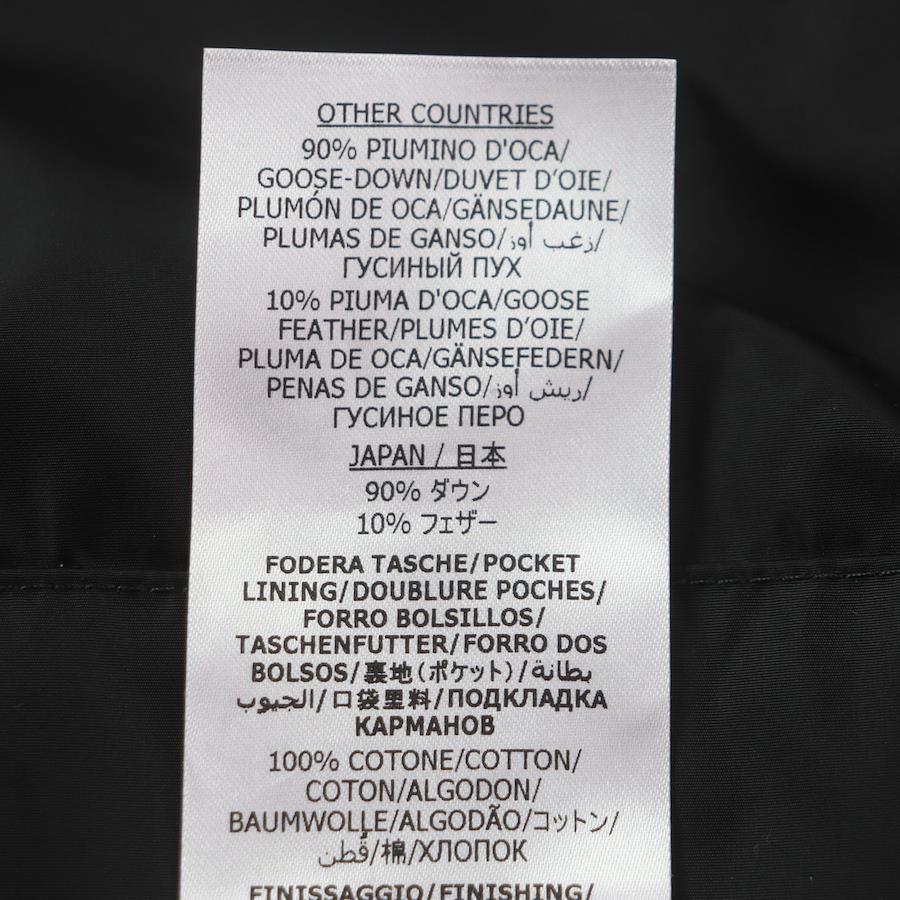 OTHER COUNTRIES
90% PIUMINO D'OCA/
GOOSE-DOWN/DUVET D'OIE/
PLUMÓN DE OCA/GÄNSEDAUNE/
PLUMAS DE GANSO/زغب أوز/
ГУСИНЫЙ ПУХ
10% PIUMA D'OCA/GOOSE
FEATHER/PLUMES D'OIE/
PLUMA DE OCA/GÄNSEFEDERN/
PENAS DE GANSO/ريش أوز/
ГУСИНОЕ ПЕРО
JAPAN / 日本
90% ダウン
10% フェザー
FODERA TASCHE/POCKET
LINING/DOUBLURE POCHES/
FORRO BOLSILLOS/
TASCHENFUTTER/FORRO DOS
BOLSOS/裏地(ポケット)/بطانة
الجيوب/口袋里料/ПОДКЛАДКА
КАРМАНОВ
100% COTONE/COTTON/
COTON/ALGODON/
BAUMWOLLE/ALGODÃO/コットン/
قُطن/棉/ХЛОПОК
FINISSAGGIO/FINISHING/